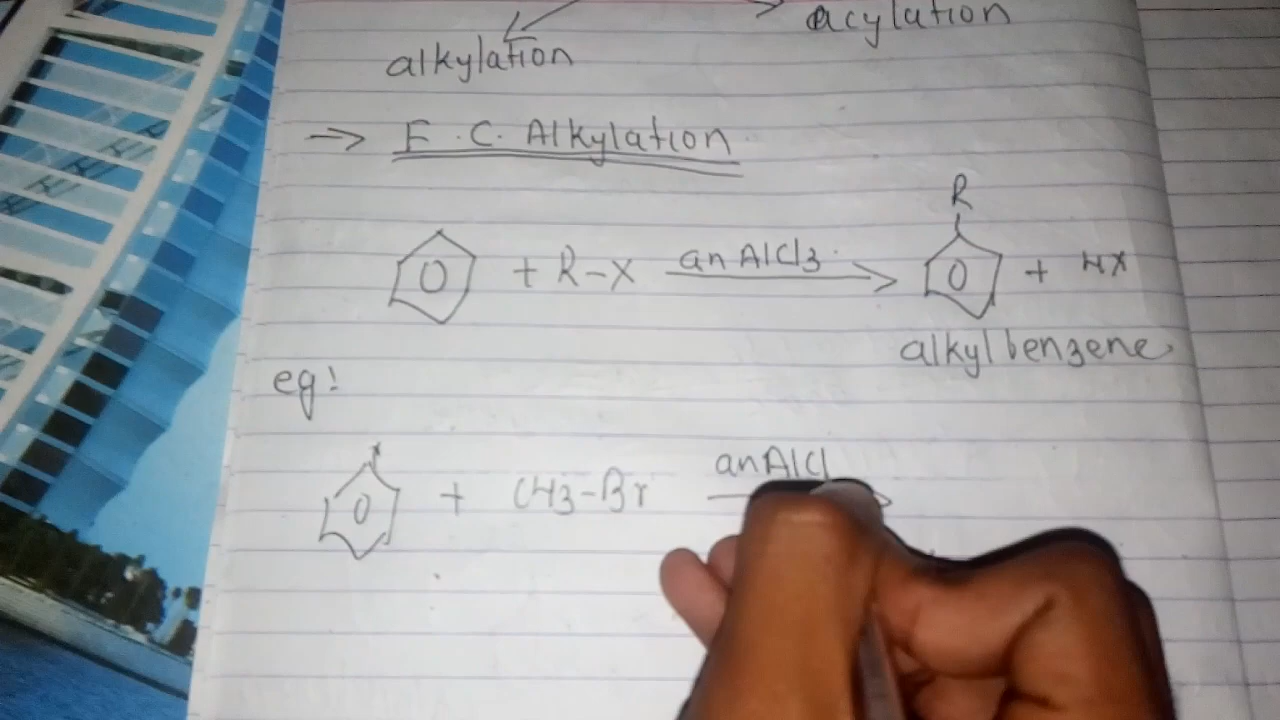 acylation
alkylation
→ F.C. Alkylation
R
+ R-X anAlCl3 + HX
alkylbenzene
eg!
+ CH3-Br anAlCl